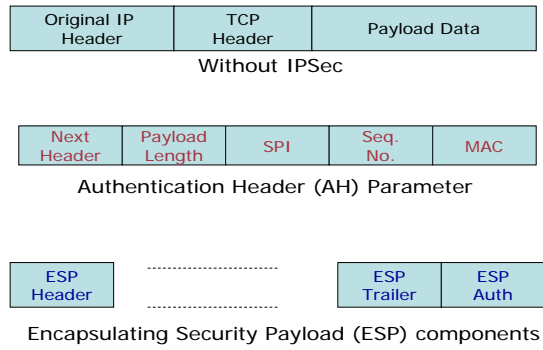 Original IP Header
TCP Header
Payload Data
Without IPSec
Next Header
Payload Length
SPI
Seq. No.
MAC
Authentication Header (AH) Parameter
ESP Header
ESP Trailer
ESP Auth
Encapsulating Security Payload (ESP) components